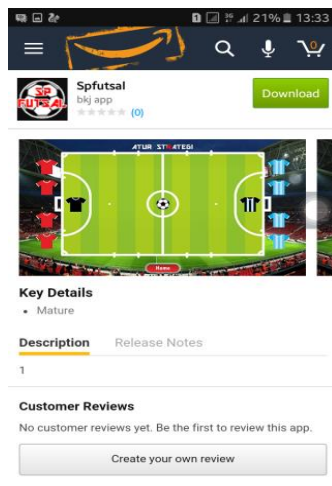 21% 13:33
0
SP
FUTSAL
Spfutsal
bkj app
(0)
Download
ATUR STRATEGI
Home
Key Details
Mature
Description Release Notes
1
Customer Reviews
No customer reviews yet. Be the first to review this app.
Create your own review